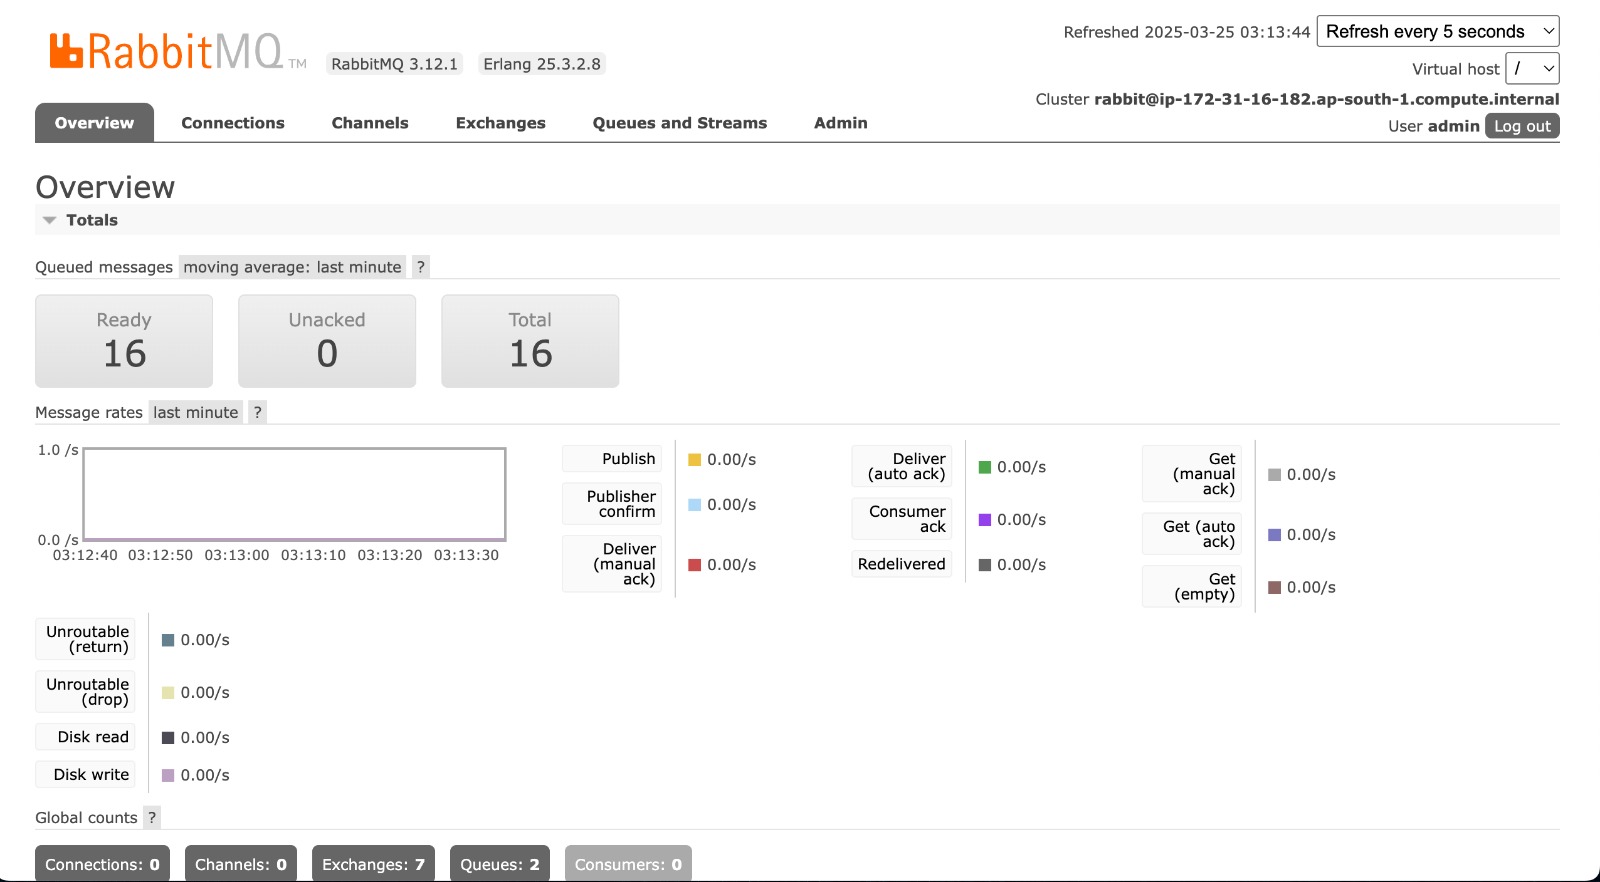 RabbitMQ TM
RabbitMQ 3.12.1
Erlang 25.3.2.8
Refreshed 2025-03-25 03:13:44
Refresh every 5 seconds
Virtual host
/
Cluster rabbit@ip-172-31-16-182.ap-south-1.compute.internal
User admin
Log out
Overview
Connections
Channels
Exchanges
Queues and Streams
Admin
Overview
Totals
Queued messages moving average: last minute ?
Ready
16
Unacked
0
Total
16
Message rates last minute ?
1.0 /s
0.0 /s
03:12:40 03:12:50 03:13:00 03:13:10 03:13:20 03:13:30
Publish
0.00/s
Publisher
confirm
0.00/s
Deliver
(manual
ack)
0.00/s
Deliver
(auto ack)
0.00/s
Consumer
ack
0.00/s
Redelivered
0.00/s
Get
(manual
ack)
0.00/s
Get (auto
ack)
0.00/s
Get
(empty)
0.00/s
Unroutable
(return)
0.00/s
Unroutable
(drop)
0.00/s
Disk read
0.00/s
Disk write
0.00/s
Global counts ?
Connections: 0
Channels: 0
Exchanges: 7
Queues: 2
Consumers: 0